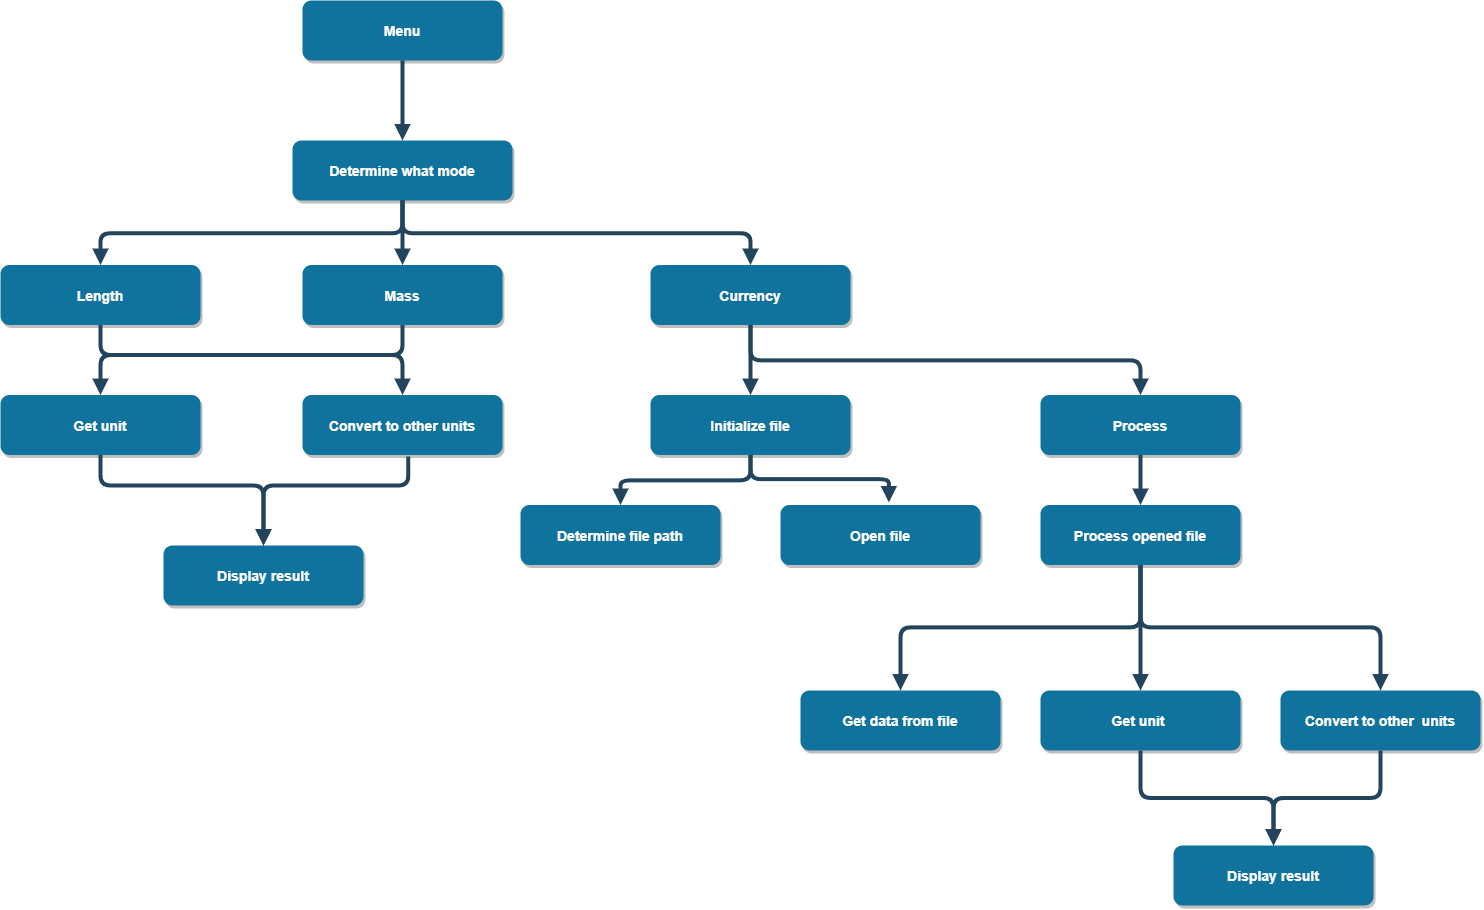 Menu
Determine what mode
Length
Mass
Currency
Get unit
Convert to other units
Initialize file
Process
Determine file path
Open file
Process opened file
Display result
Get data from file
Get unit
Convert to other  units
Display result